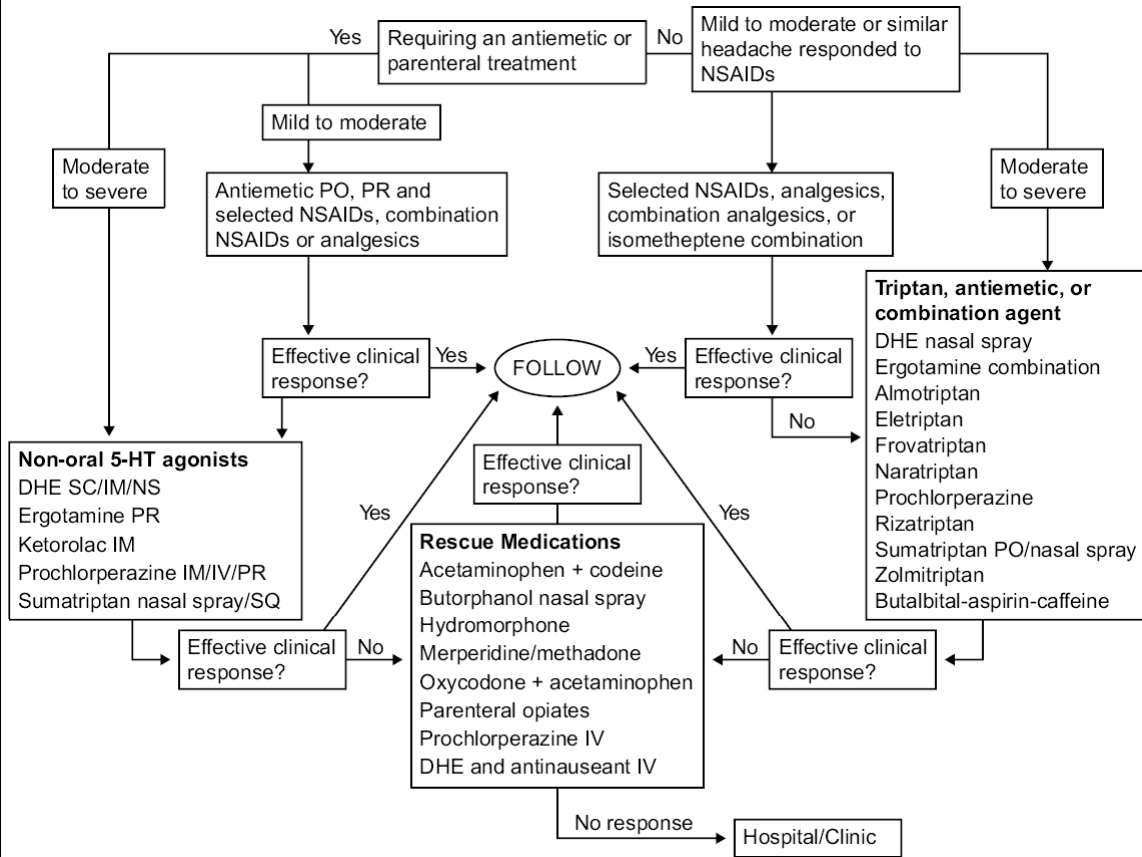 Yes
Requiring an antiemetic or
parenteral treatment
No
Mild to moderate or similar
headache responded to
NSAIDs
Mild to moderate
Moderate
to severe
Moderate
to severe
Antiemetic PO, PR and
selected NSAIDs, combination
NSAIDs or analgesics
Selected NSAIDs, analgesics,
combination analgesics, or
isometheptene combination
Triptan, antiemetic, or
combination agent
DHE nasal spray
Ergotamine combination
Almotriptan
Eletriptan
Frovatriptan
Naratriptan
Prochlorperazine
Rizatriptan
Sumatriptan PO/nasal spray
Zolmitriptan
Butalbital-aspirin-caffeine
Effective clinical
response?
Yes
FOLLOW
Yes
Effective clinical
response?
No
Non-oral 5-HT agonists
DHE SC/IM/NS
Ergotamine PR
Ketorolac IM
Prochlorperazine IM/IV/PR
Sumatriptan nasal spray/SQ
Effective clinical
response?
Yes
Yes
Rescue Medications
Acetaminophen + codeine
Butorphanol nasal spray
Hydromorphone
Merperidine/methadone
Oxycodone + acetaminophen
Parenteral opiates
Prochlorperazine IV
DHE and antinauseant IV
Effective clinical
response?
No
No
Effective clinical
response?
No response
Hospital/Clinic